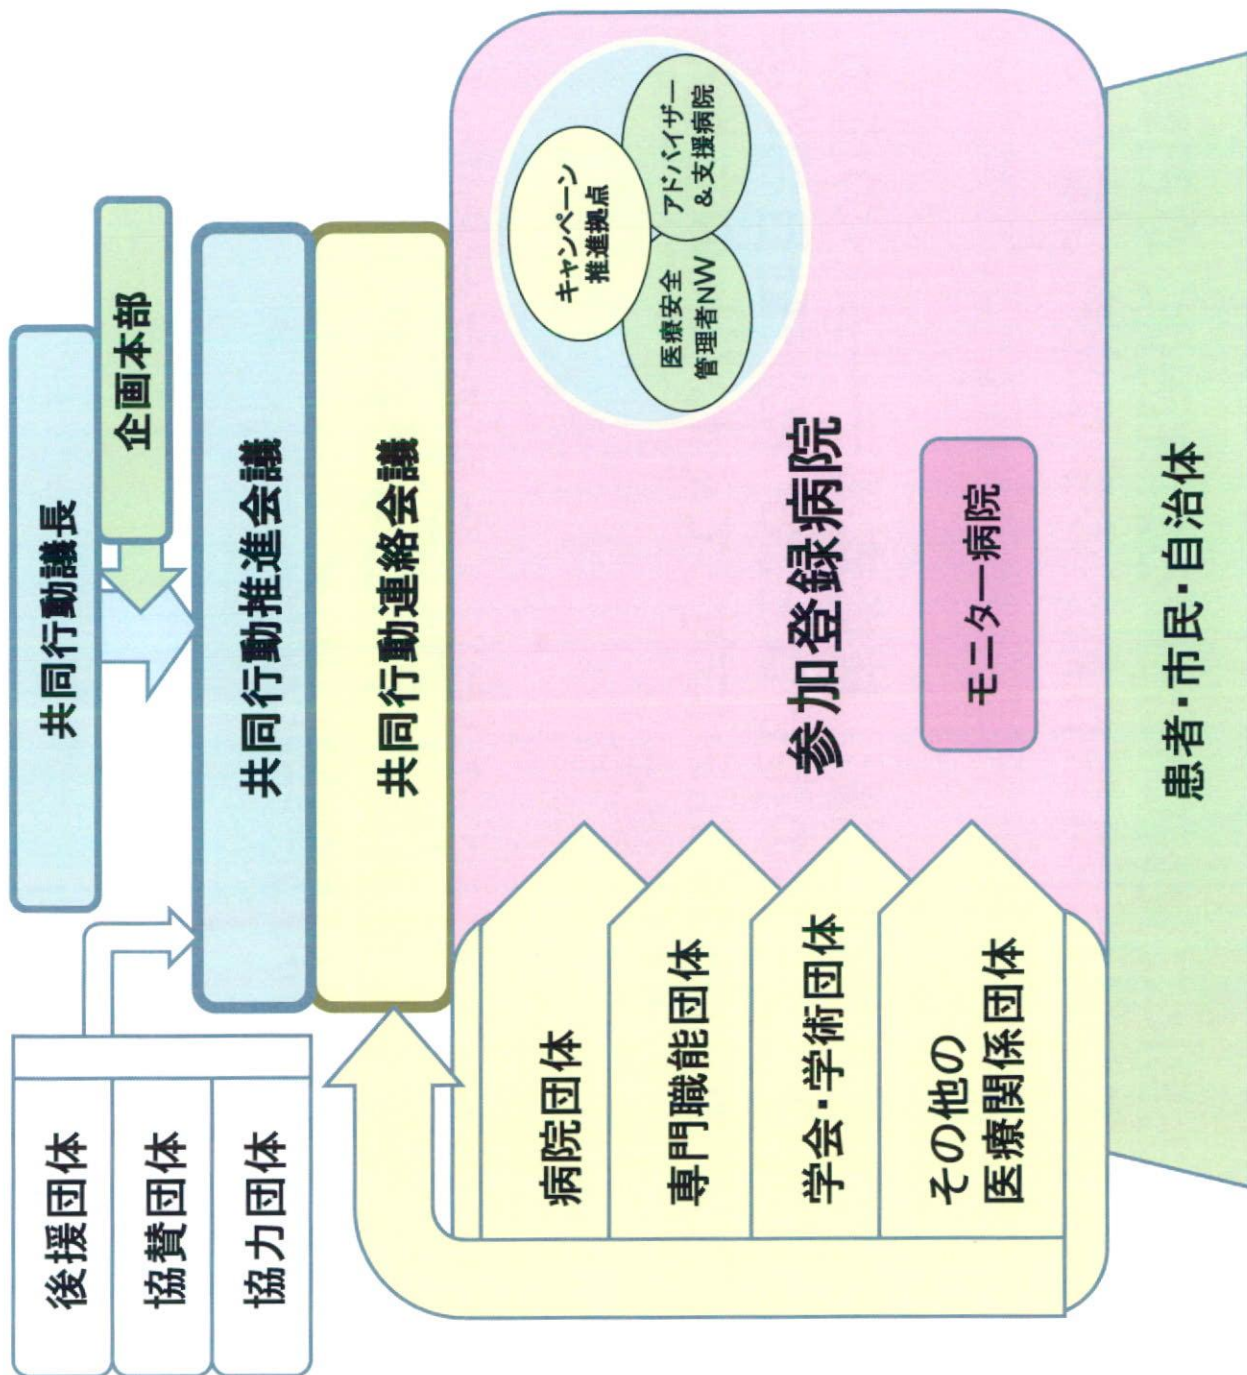 共同行動議長
企画本部
後援団体
協賛団体
協力団体
共同行動推進会議
共同行動連絡会議
病院団体
専門職能団体
学会・学術団体
その他の
医療関係団体
参加登録病院
モニター病院
キャンペーン
推進拠点
医療安全
管理者NW
アドバイザー
&支援病院
患者・市民・自治体